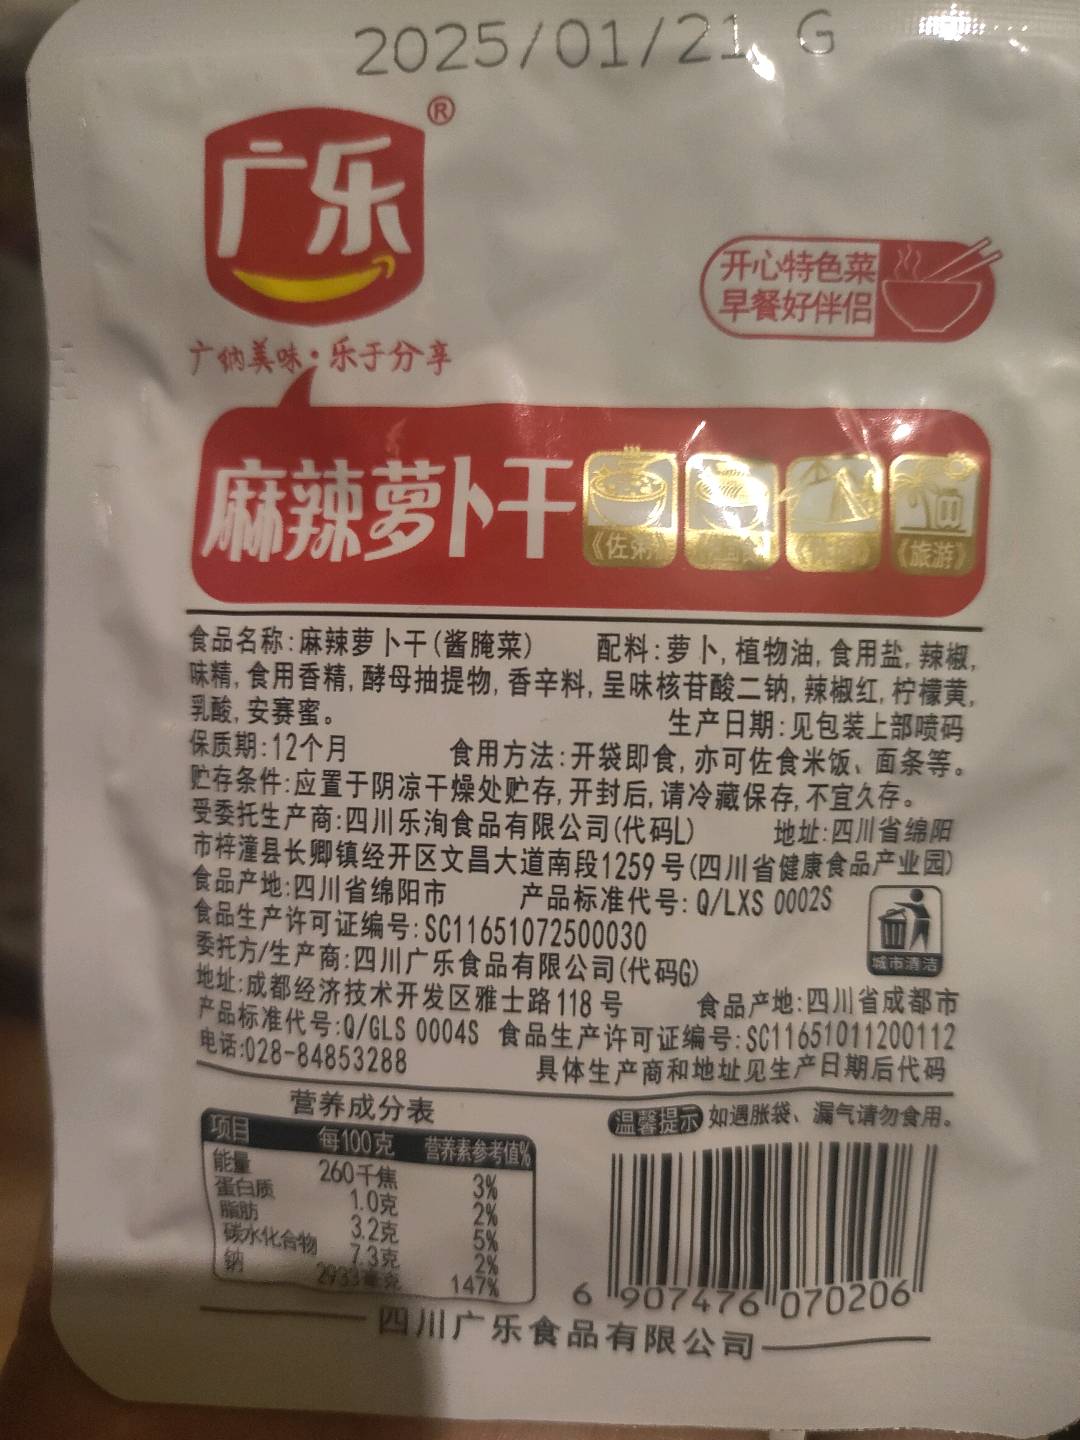 2025/01/21 G
广乐
®
广纳美味·乐于分享
开心特色菜
早餐好伴侣
麻辣萝卜干
《佐粥》
《旅游》
食品名称:麻辣萝卜干(酱腌菜) 配料:萝卜,植物油,食用盐,辣椒,
味精,食用香精,酵母抽提物,香辛料,呈味核苷酸二钠,辣椒红,柠檬黄,
乳酸,安赛蜜。 生产日期:见包装上部喷码
保质期:12个月 食用方法:开袋即食,亦可佐食米饭、面条等。
贮存条件:应置于阴凉干燥处贮存,开封后,请冷藏保存,不宜久存。
受委托生产商:四川乐洵食品有限公司(代码L) 地址:四川省绵阳
市梓潼县长卿镇经开区文昌大道南段1259号(四川省健康食品产业园)
食品产地:四川省绵阳市 产品标准代号:Q/LXS 0002S
食品生产许可证编号:SC11651072500030
城市清洁
委托方/生产商:四川广乐食品有限公司(代码G)
地址:成都经济技术开发区雅士路118号 食品产地:四川省成都市
产品标准代号:Q/GLS 0004S 食品生产许可证编号:SC11651011200112
电话:028-84853288 具体生产商和地址见生产日期后代码
营养成分表
项目 每100克 营养素参考值%
能量 260千焦 3%
蛋白质 1.0克 2%
脂肪 3.2克 5%
碳水化合物 7.3克 2%
钠 2933毫克 147%
温馨提示 如遇胀袋、漏气请勿食用。
6 907476 070206
四川广乐食品有限公司